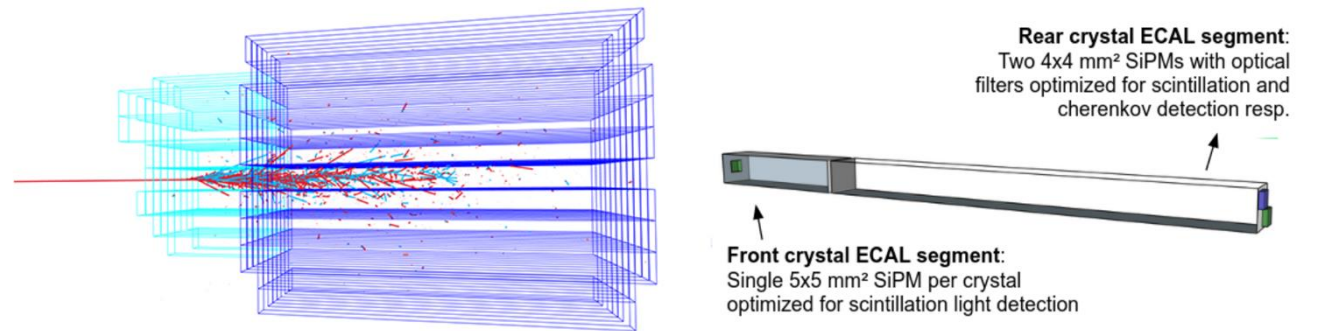 Rear crystal ECAL segment:
Two 4x4 mm² SiPMs with optical
filters optimized for scintillation and
cherenkov detection resp.
Front crystal ECAL segment:
Single 5x5 mm² SiPM per crystal
optimized for scintillation light detection